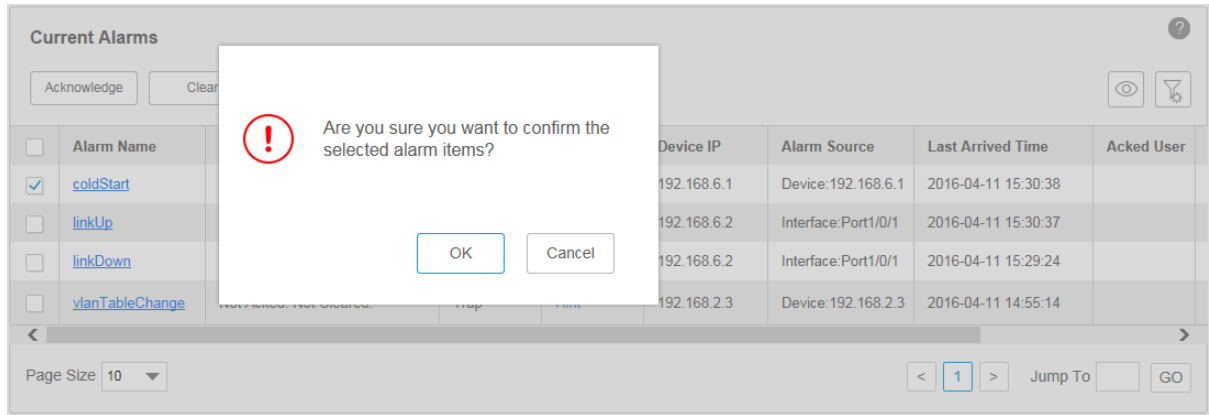 Current Alarms
?
Acknowledge Clear
Are you sure you want to confirm the
selected alarm items?
OK Cancel
Alarm Name Device IP Alarm Source Last Arrived Time Acked User
coldStart 192.168.6.1 Device:192.168.6.1 2016-04-11 15:30:38
linkUp 192.168.6.2 Interface:Port1/0/1 2016-04-11 15:30:37
linkDown 192.168.6.2 Interface:Port1/0/1 2016-04-11 15:29:24
vlanTableChange Not Acked. Not Cleared. Trap Hint 192.168.2.3 Device:192.168.2.3 2016-04-11 14:55:14
Page Size 10 < 1 > Jump To GO